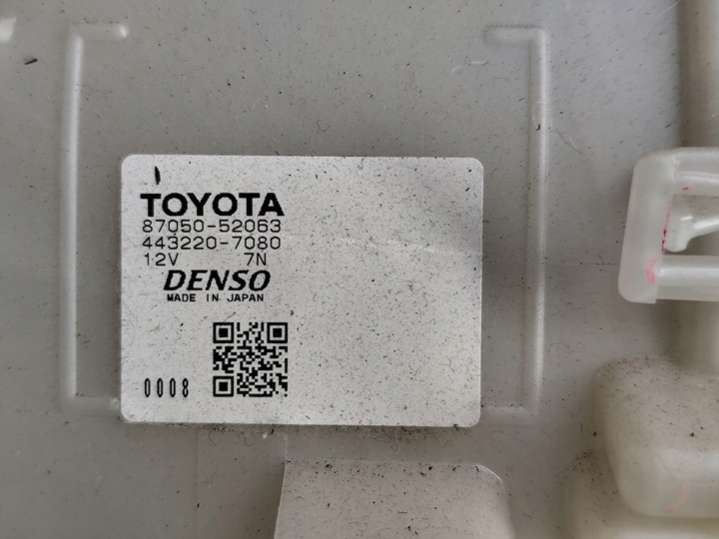 TOYOTA
87050-52063
443220-7080
12V 7N
DENSO
MADE IN JAPAN
0008